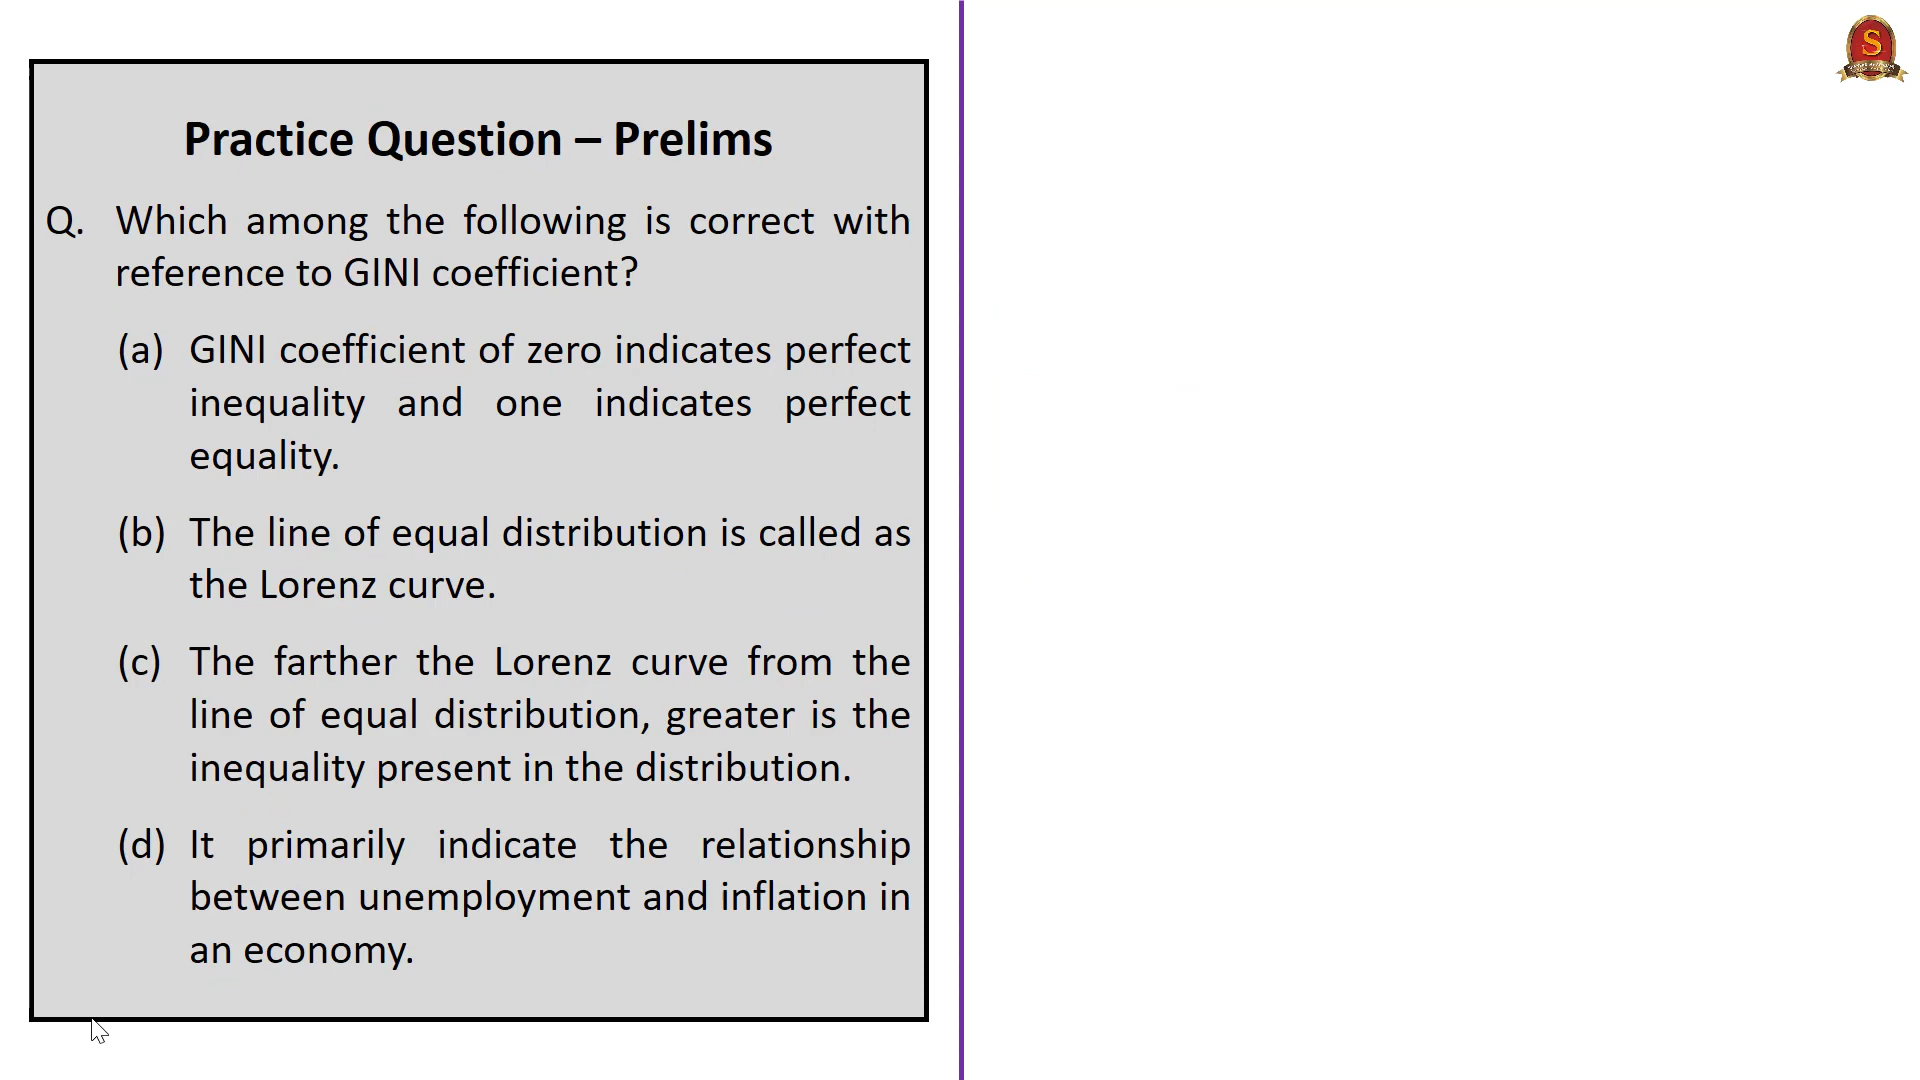 Practice Question – Prelims
Q. Which among the following is correct with
reference to GINI coefficient?
(a) GINI coefficient of zero indicates perfect
inequality and one indicates perfect
equality.
(b) The line of equal distribution is called as
the Lorenz curve.
(c) The farther the Lorenz curve from the
line of equal distribution, greater is the
inequality present in the distribution.
(d) It primarily indicate the relationship
between unemployment and inflation in
an economy.
S